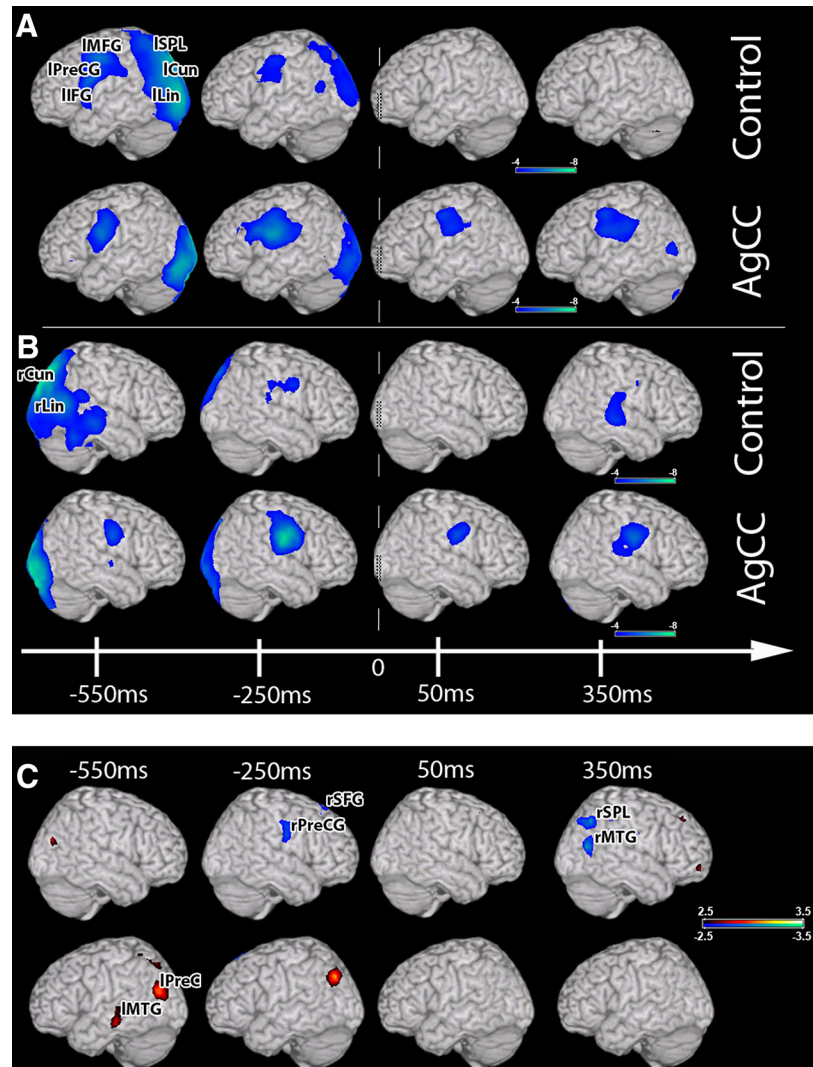 A
lMFG
lSPL
lPreCG
lCun
lIFG
lLin
Control
-4 -8
AgCC
-4 -8
B
rCun
rLin
Control
-4 -8
AgCC
-4 -8
0
-550ms -250ms 50ms 350ms
C
-550ms -250ms 50ms 350ms
rSFG
rPreCG
rSPL
rMTG
2.5 3.5
-2.5 -3.5
lPreC
lMTG